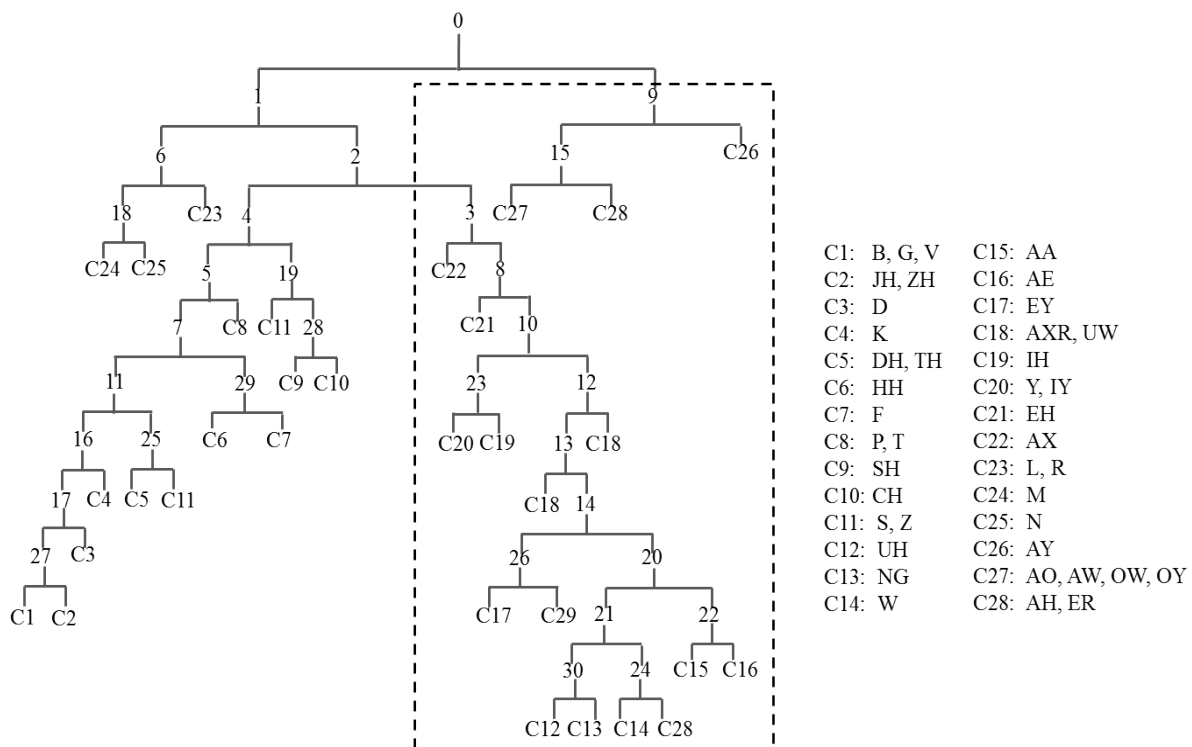 0
1 9
6 2 15 C26
18 C23 4 3 C27 C28
C24 C25 5 19 C22 8
7 C8 C11 28 C21 10
11 29 C9 C10 23 12
16 25 C6 C7 C20 C19 13 C18
17 C4 C5 C11 C18 14
27 C3 26 20
C1 C2 C17 C29 21 22
30 24 C15 C16
C12 C13 C14 C28
C1: B, G, V
C2: JH, ZH
C3: D
C4: K
C5: DH, TH
C6: HH
C7: F
C8: P, T
C9: SH
C10: CH
C11: S, Z
C12: UH
C13: NG
C14: W
C15: AA
C16: AE
C17: EY
C18: AXR, UW
C19: IH
C20: Y, IY
C21: EH
C22: AX
C23: L, R
C24: M
C25: N
C26: AY
C27: AO, AW, OW, OY
C28: AH, ER